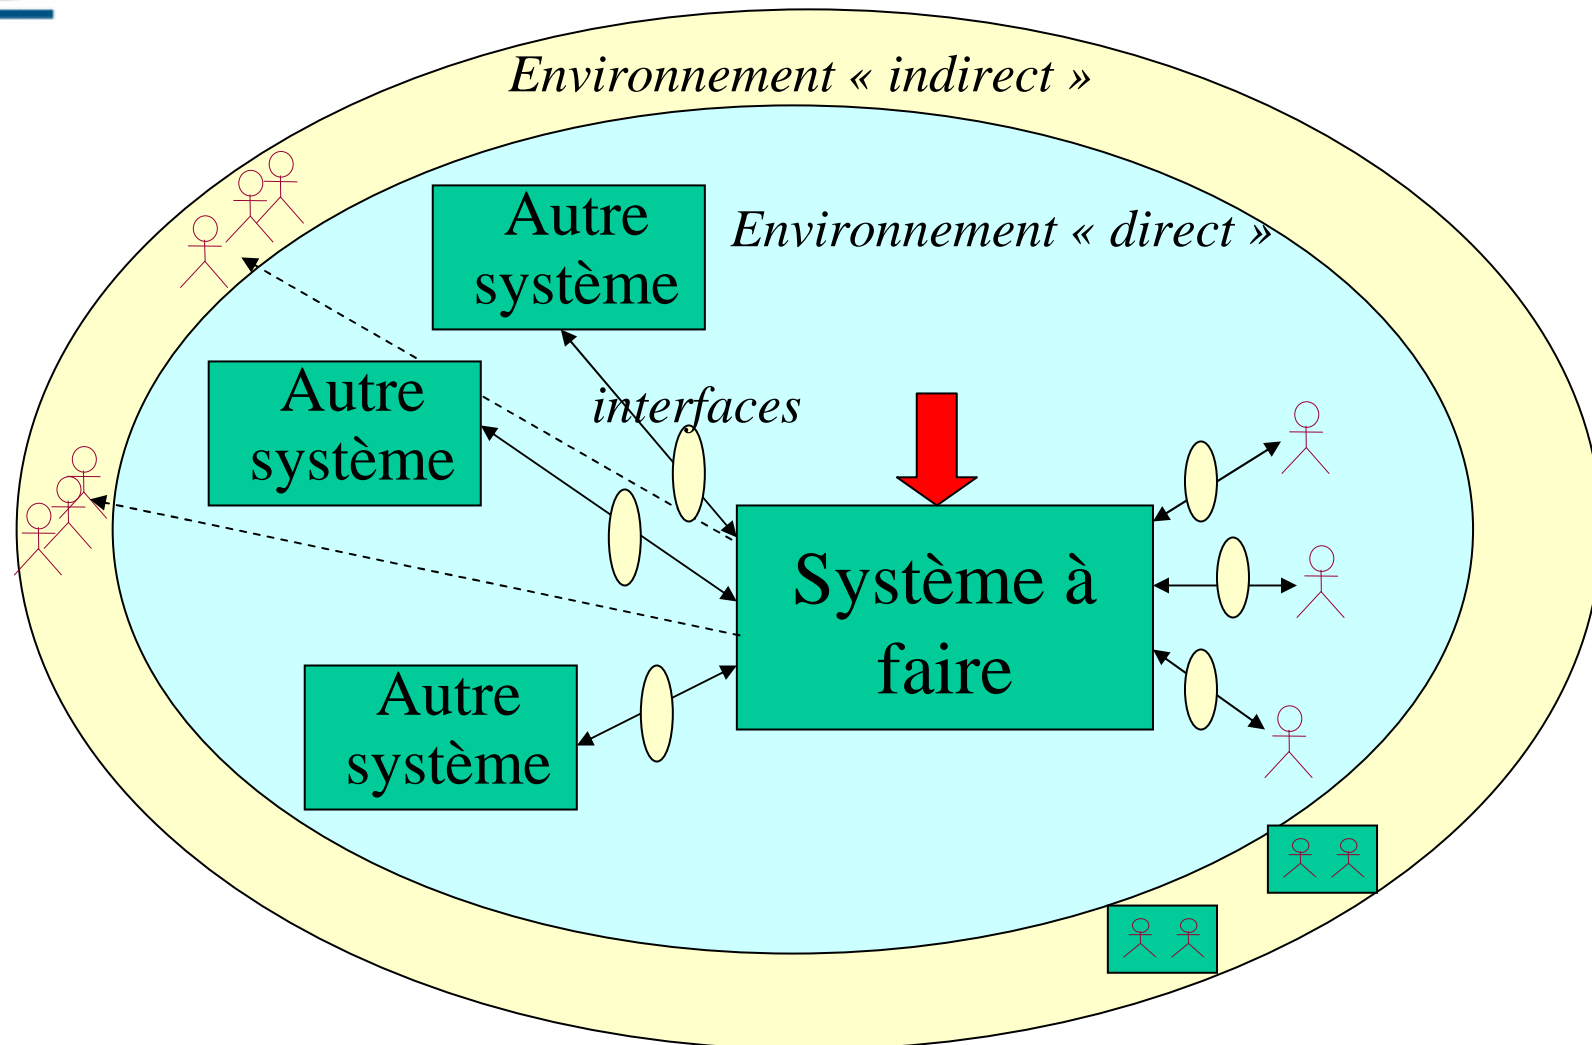 Environnement « indirect »
Autre
système
Environnement « direct »
Autre
système
interfaces
Système à
faire
Autre
système